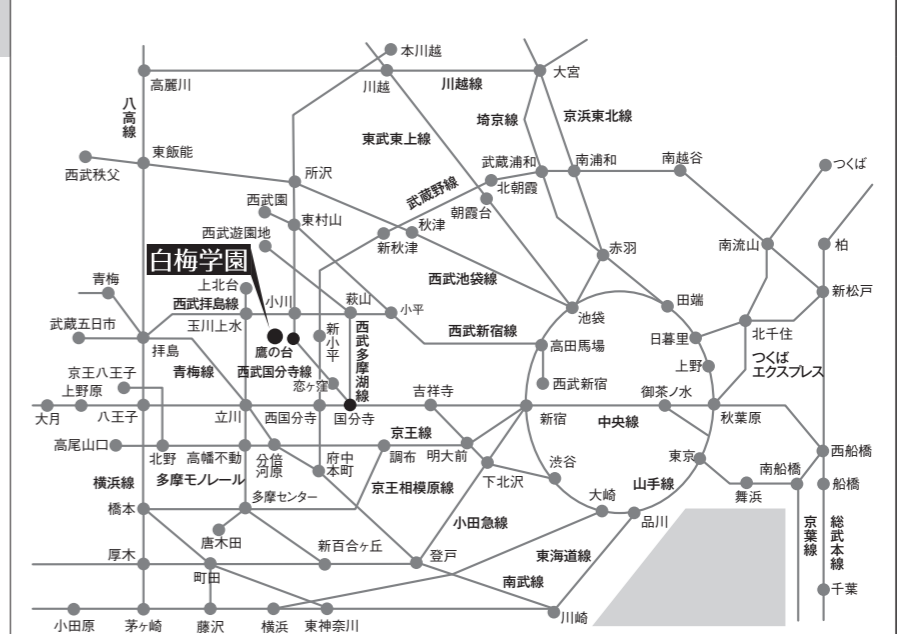 本川越
高麗川
川越
川越線
大宮
八高線
埼京線
京浜東北線
東武東上線
東飯能
武蔵浦和
南浦和
南越谷
つくば
西武秩父
所沢
北朝霞
武蔵野線
西武園
朝霞台
東村山
秋津
西武遊園地
新秋津
赤羽
南流山
柏
白梅学園
西武池袋線
青梅
上北台
新松戸
西武拝島線
小川
萩山
小平
池袋
田端
武蔵五日市
玉川上水
新小平
西武多摩湖線
西武新宿線
日暮里
北千住
拝島
鷹の台
高田馬場
つくば
エクスプレス
京王八王子
青梅線
西武国分寺線
恋ヶ窪
西武新宿
上野
上野原
吉祥寺
御茶ノ水
大月
八王子
立川
西国分寺
国分寺
新宿
中央線
秋葉原
高尾山口
北野
高幡不動
分倍
河原
府中
本町
京王線
調布
明大前
下北沢
渋谷
東京
西船橋
南船橋
横浜線
多摩モノレール
京王相模原線
山手線
舞浜
船橋
橋本
多摩センター
大崎
品川
唐木田
小田急線
京葉線
総武本線
厚木
町田
新百合ヶ丘
登戸
東海道線
南武線
千葉
小田原
茅ヶ崎
藤沢
横浜
東神奈川
川崎